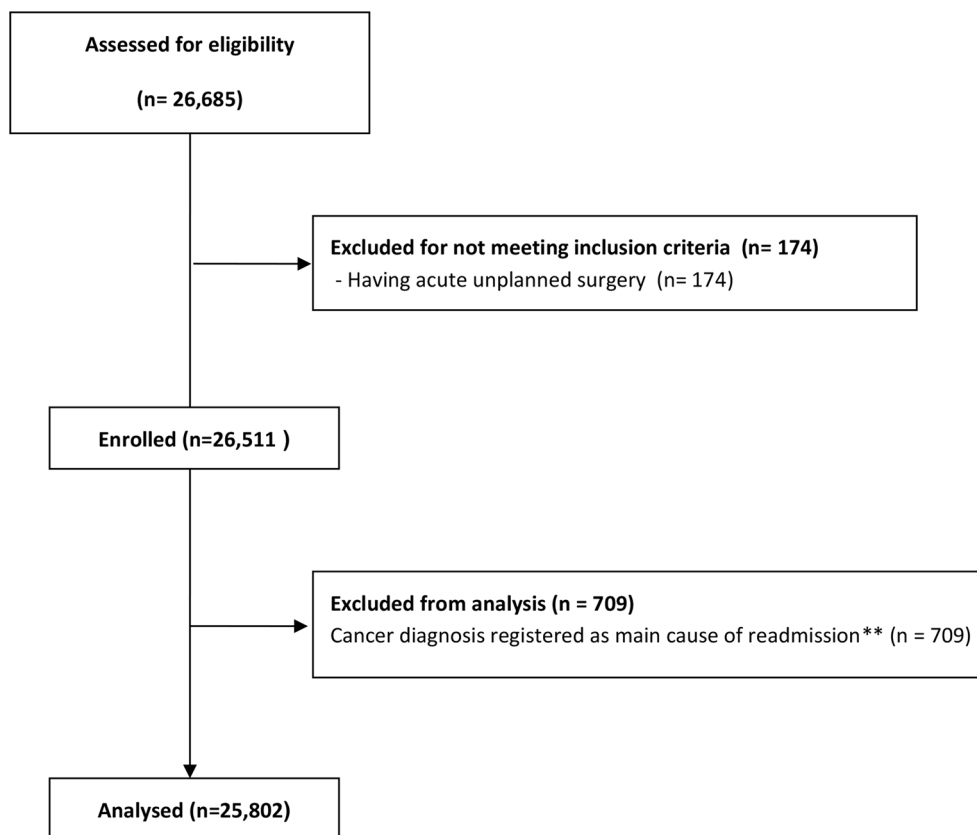 Assessed for eligibility
(n= 26,685)
Excluded for not meeting inclusion criteria (n= 174)
- Having acute unplanned surgery (n= 174)
Enrolled (n=26,511 )
Excluded from analysis (n = 709)
Cancer diagnosis registered as main cause of readmission** (n = 709)
Analysed (n=25,802)